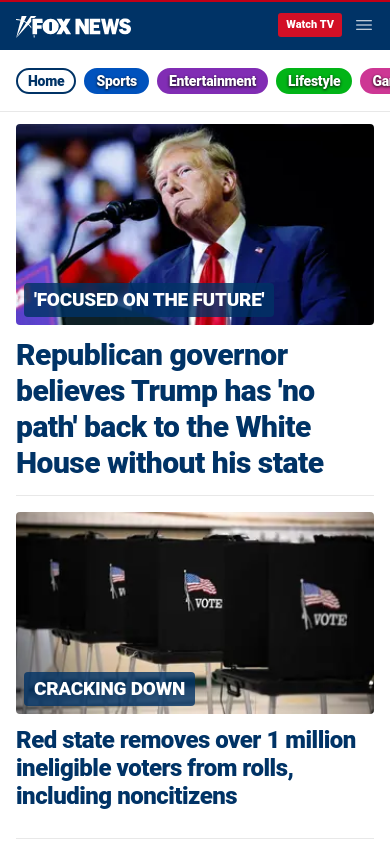 FOX NEWS
Watch TV
Home
Sports
Entertainment
Lifestyle
Ga
'FOCUSED ON THE FUTURE'
Republican governor
believes Trump has 'no
path' back to the White
House without his state
VOTE
VOTE
CRACKING DOWN
Red state removes over 1 million
ineligible voters from rolls,
including noncitizens